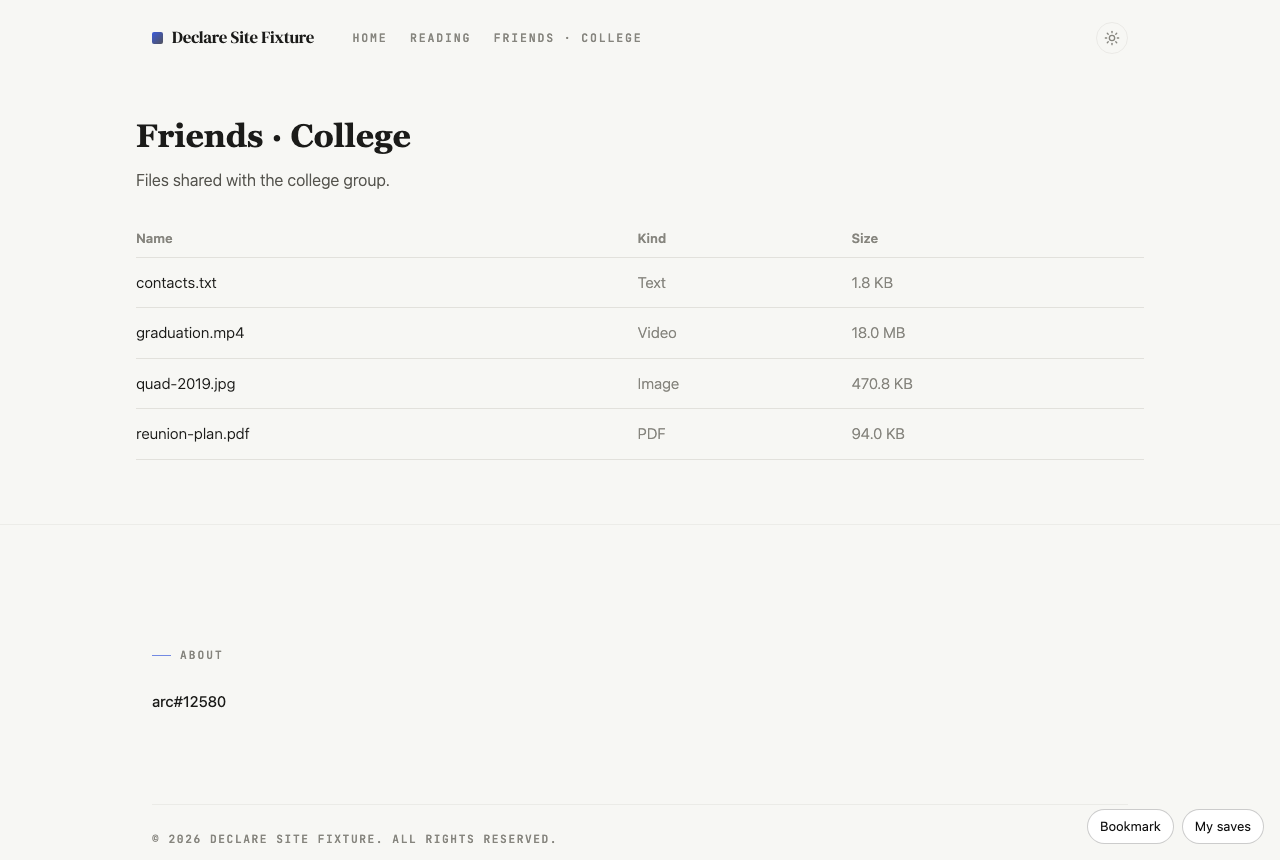 Declare Site Fixture HOME READING FRIENDS · COLLEGE
Friends · College
Files shared with the college group.
Name Kind Size
contacts.txt Text 1.8 KB
graduation.mp4 Video 18.0 MB
quad-2019.jpg Image 470.8 KB
reunion-plan.pdf PDF 94.0 KB
ABOUT
arc#12580
© 2026 DECLARE SITE FIXTURE. ALL RIGHTS RESERVED.
Bookmark My saves